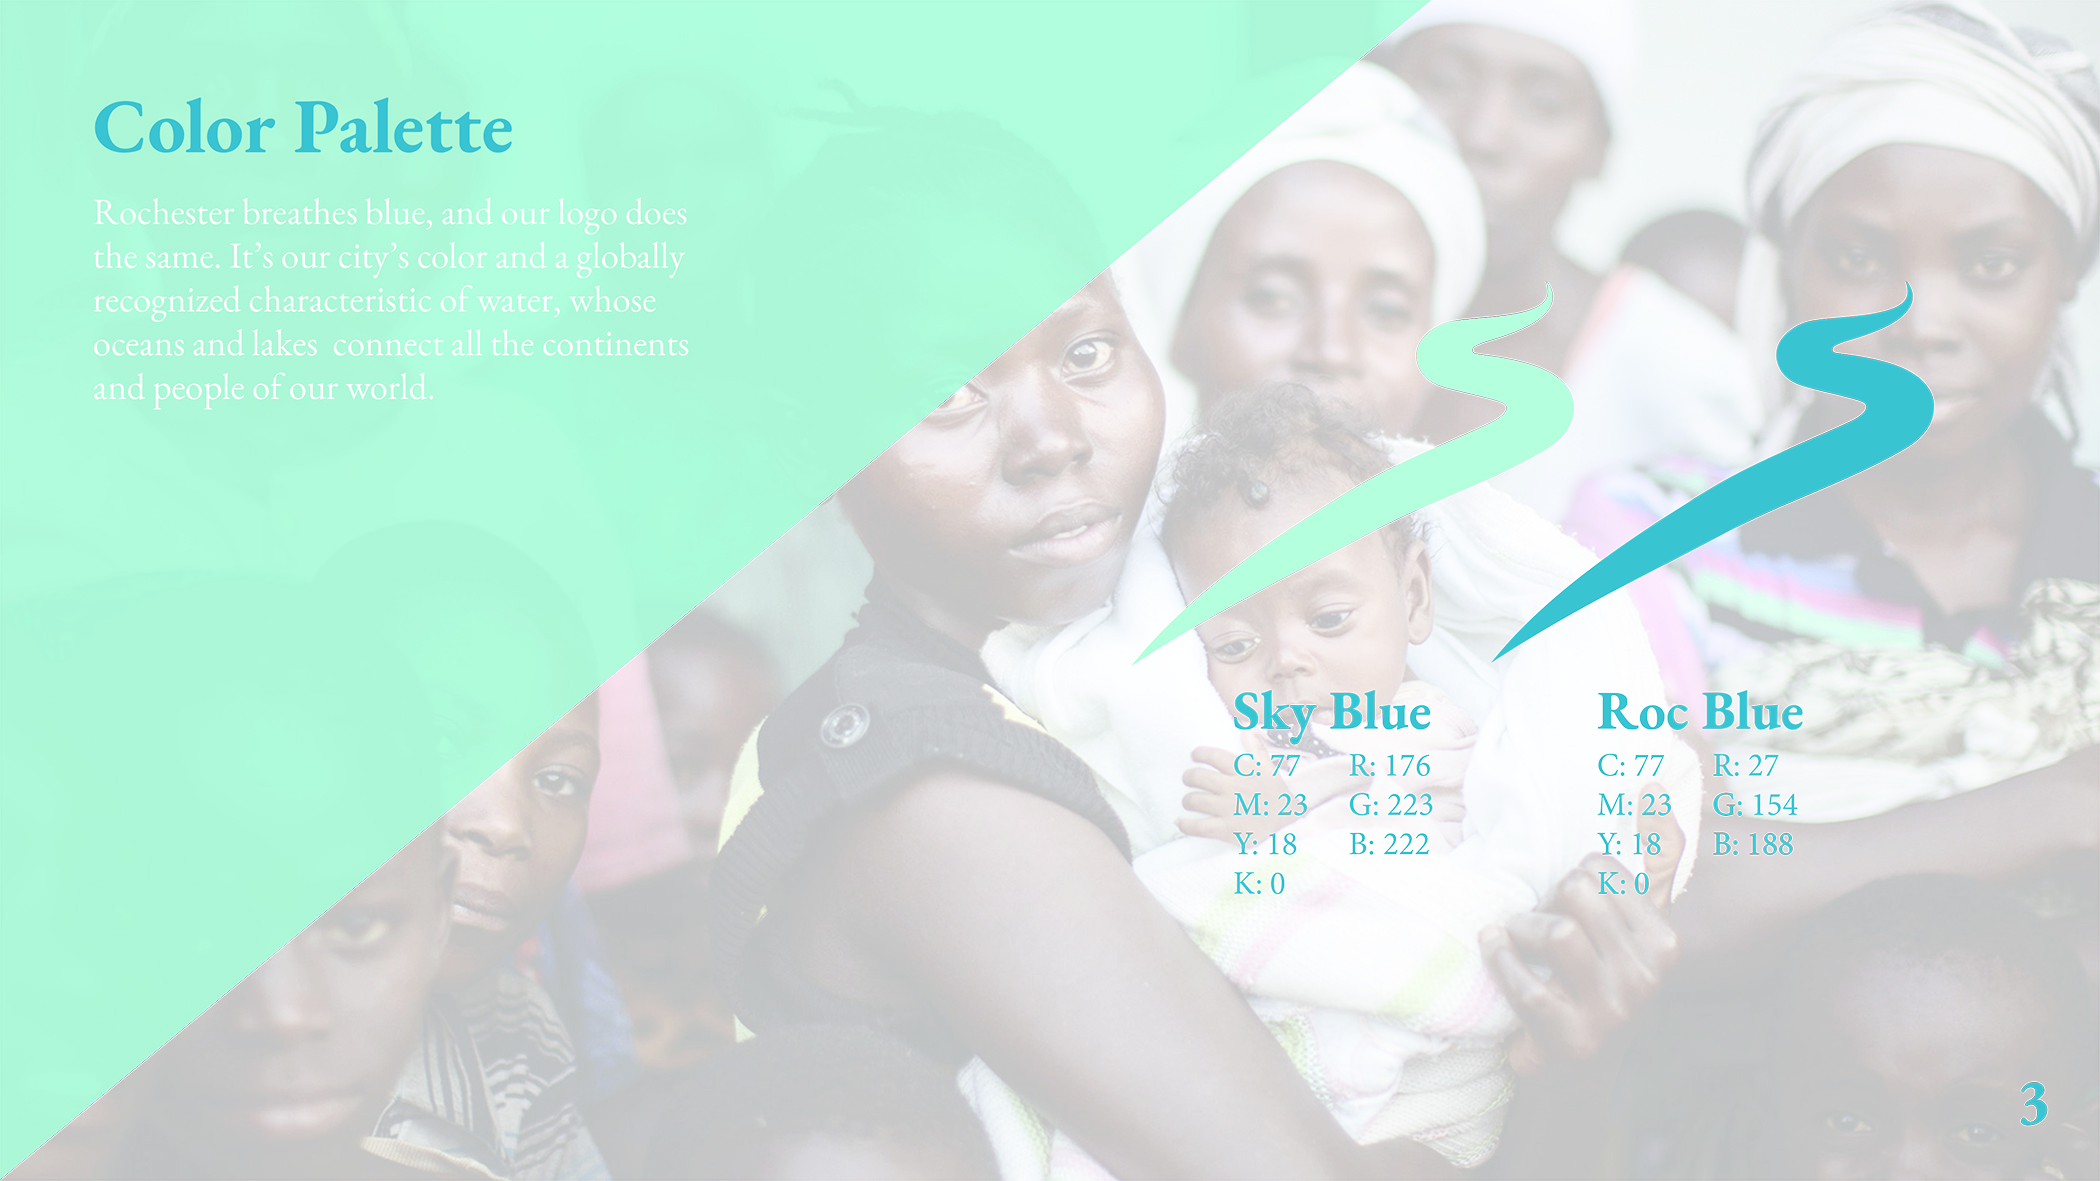 Color Palette
Rochester breathes blue, and our logo does
the same. It’s our city’s color and a globally
recognized characteristic of water, whose
oceans and lakes  connect all the continents
and people of our world.
Sky Blue
C: 77 R: 176
M: 23 G: 223
Y: 18 B: 222
K: 0
Roc Blue
C: 77 R: 27
M: 23 G: 154
Y: 18 B: 188
K: 0
3